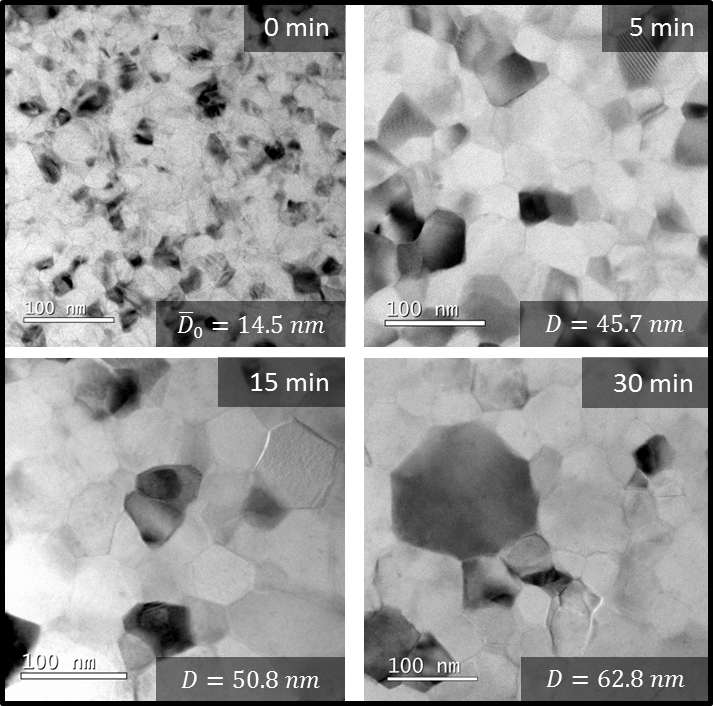 0 min
100 nm
D̅₀ = 14.5 nm
5 min
100 nm
D = 45.7 nm
15 min
100 nm
D = 50.8 nm
30 min
100 nm
D = 62.8 nm